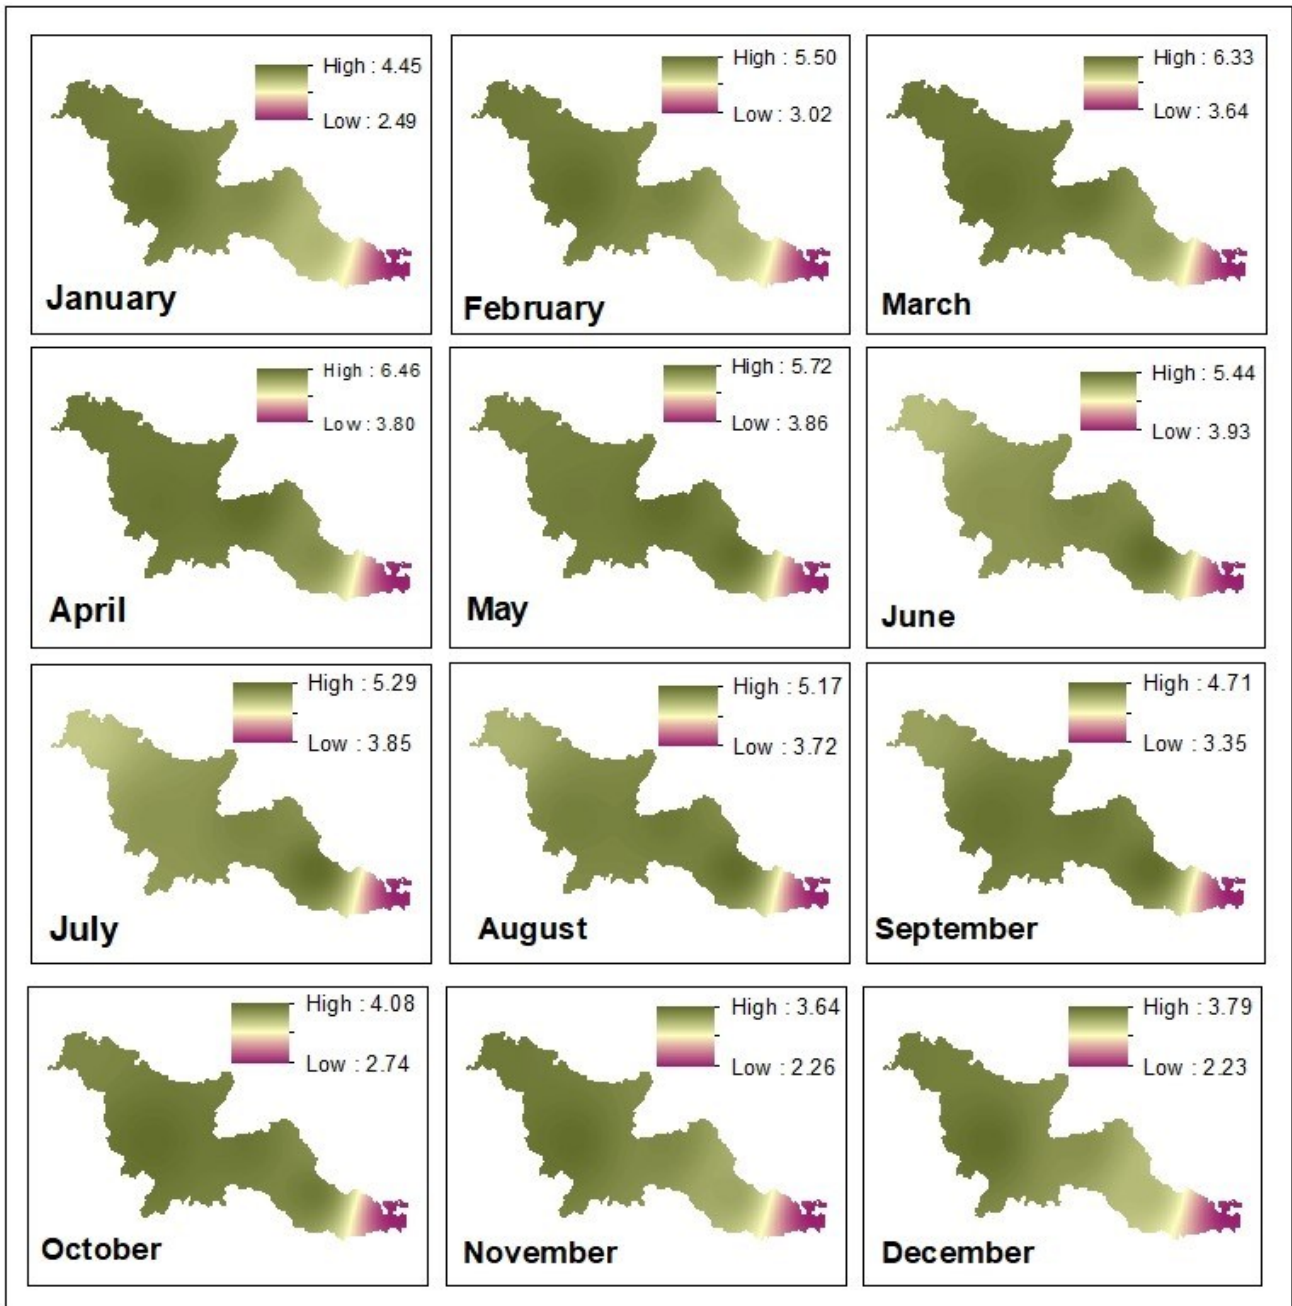 High : 4.45
Low : 2.49
January
High : 5.50
Low : 3.02
February
High : 6.33
Low : 3.64
March
High : 6.46
Low : 3.80
April
High : 5.72
Low : 3.86
May
High : 5.44
Low : 3.93
June
High : 5.29
Low : 3.85
July
High : 5.17
Low : 3.72
August
High : 4.71
Low : 3.35
September
High : 4.08
Low : 2.74
October
High : 3.64
Low : 2.26
November
High : 3.79
Low : 2.23
December